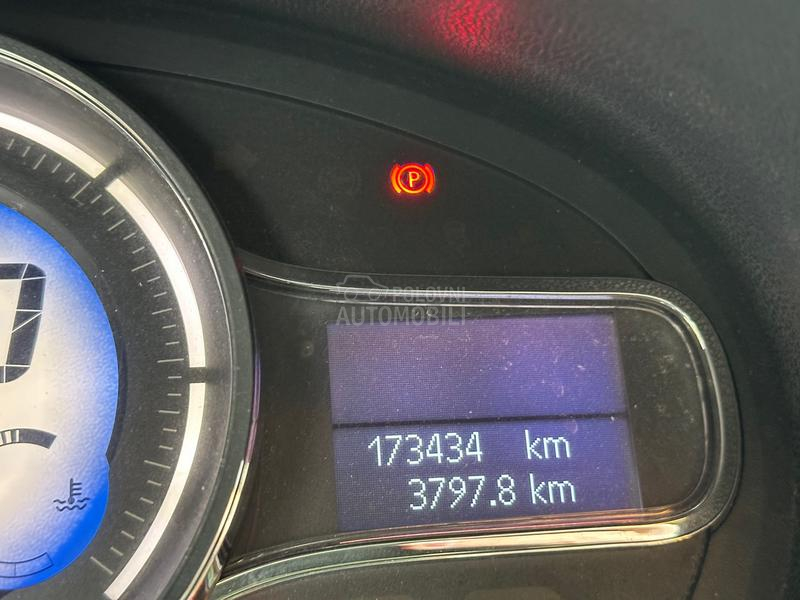 P
POLOVNI
AUTOMOBILI
173434 km
3797.8 km